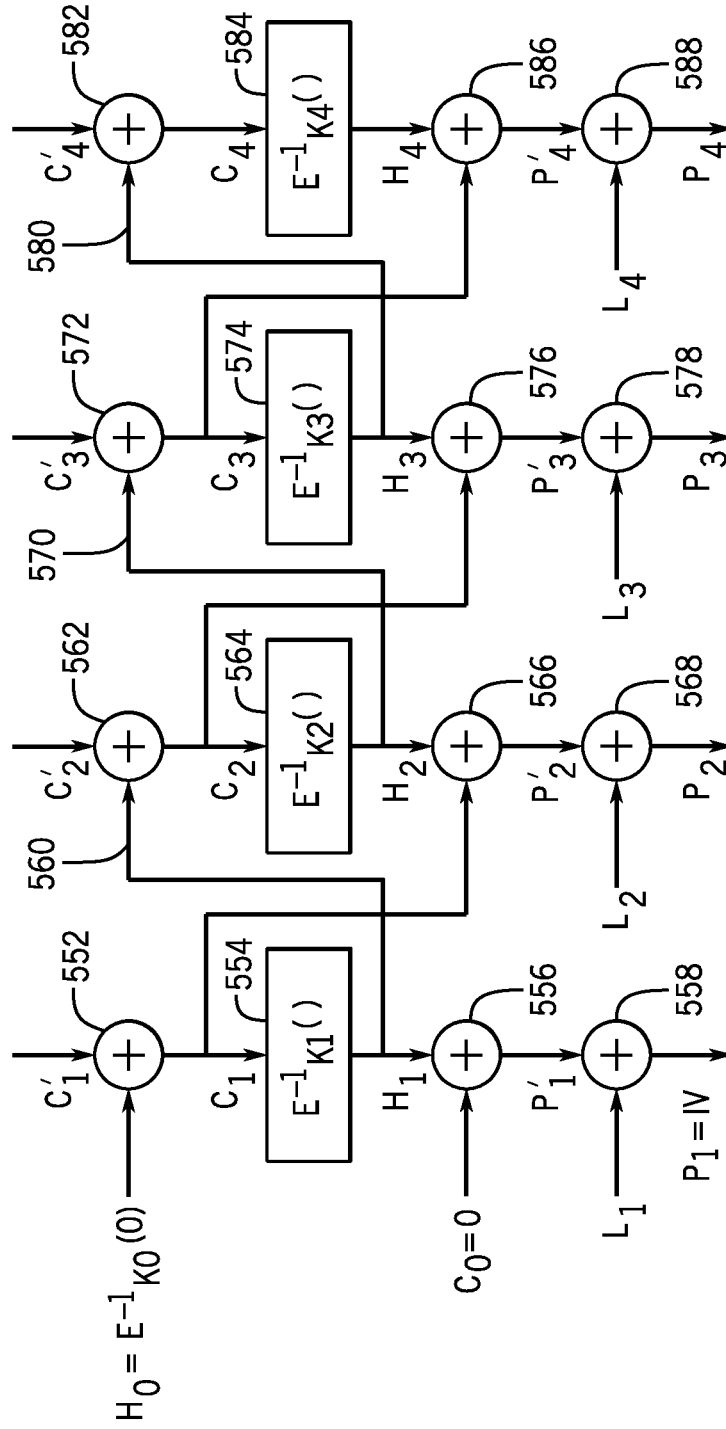 552
562
572
582
C′1
560
C′2
570
C′3
580
C′4
H0 = E⁻¹K0(0)
554
564
574
584
C1
C2
C3
C4
E⁻¹K1()
E⁻¹K2()
E⁻¹K3()
E⁻¹K4()
H1
H2
H3
H4
C0=0
556
566
576
586
P′1
P′2
P′3
P′4
L1
558
L2
568
L3
578
L4
588
P1=IV
P2
P3
P4